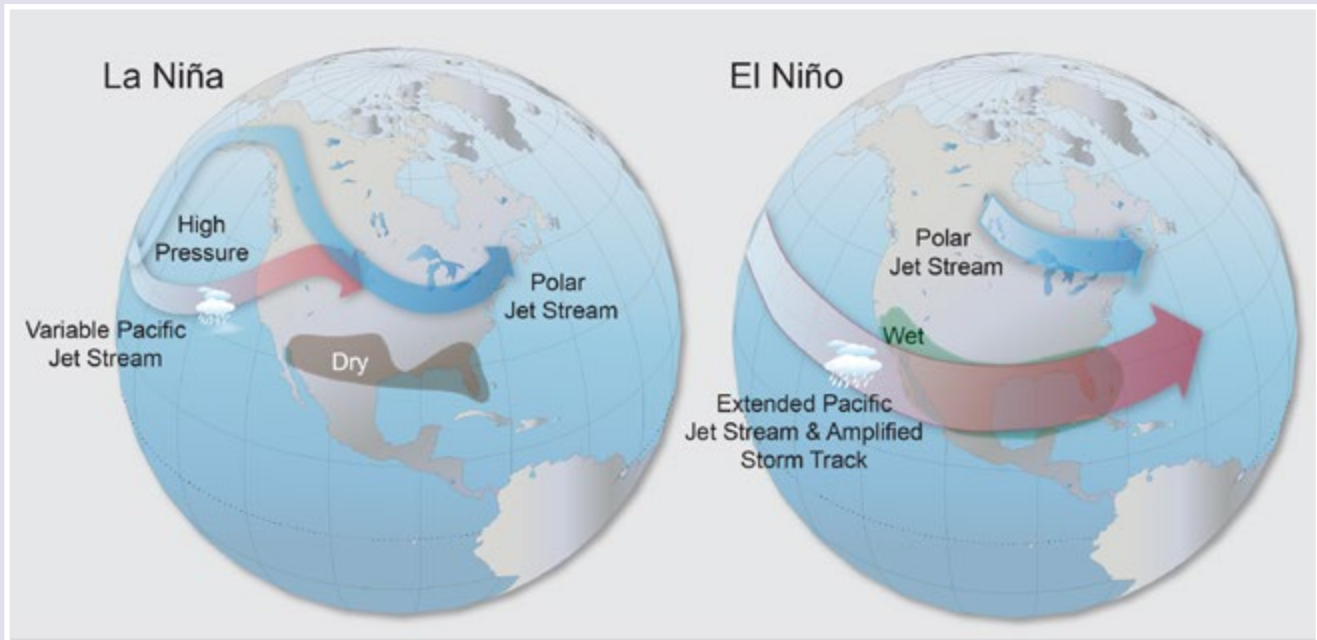 La Niña
High
Pressure
Variable Pacific
Jet Stream
Polar
Jet Stream
Dry
El Niño
Polar
Jet Stream
Wet
Extended Pacific
Jet Stream & Amplified
Storm Track